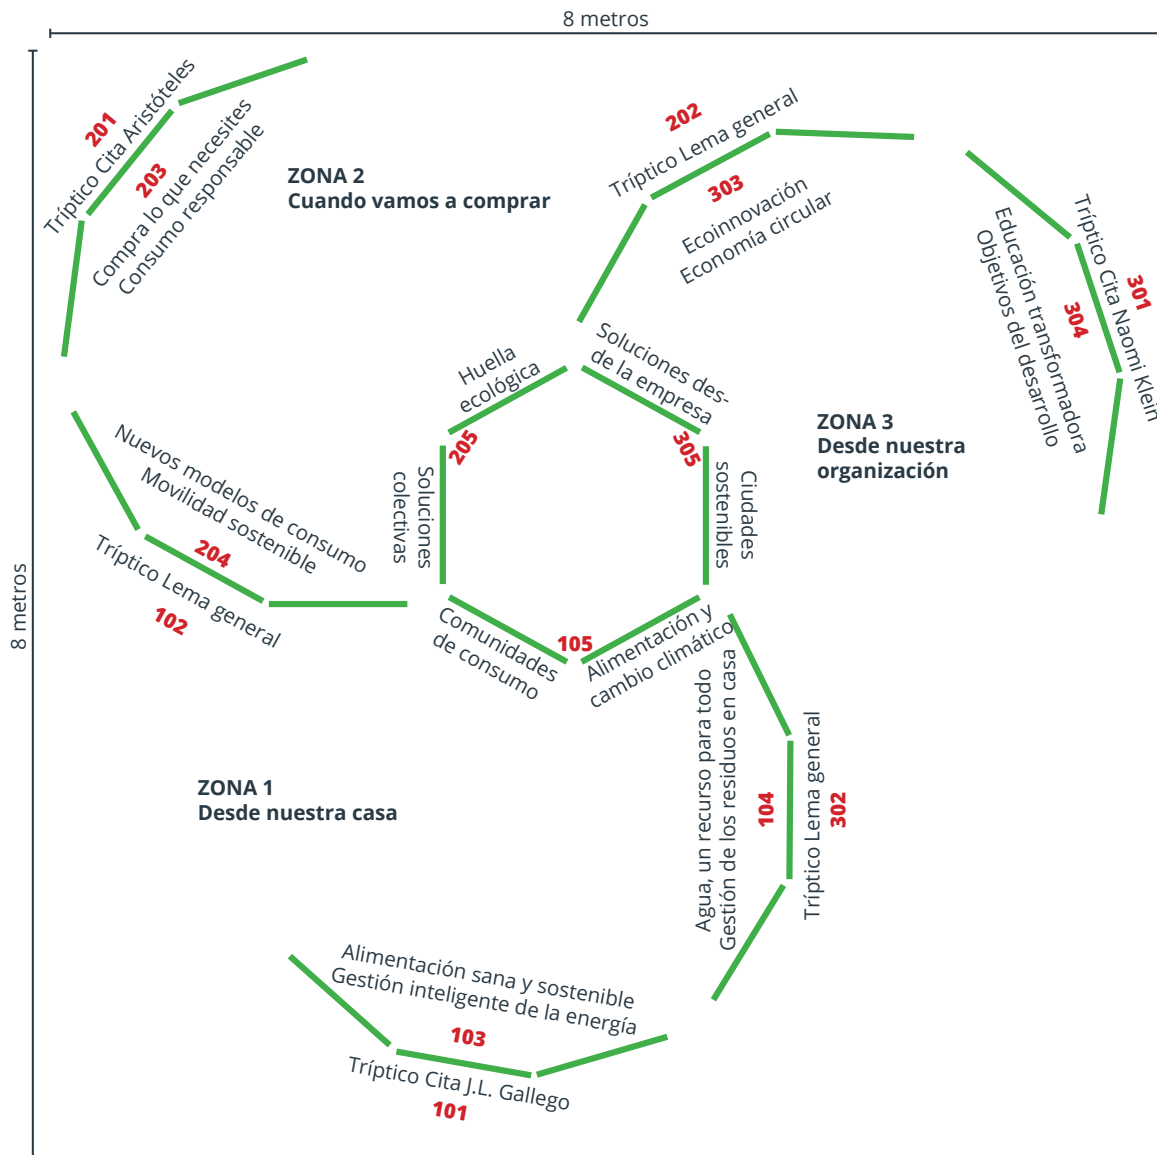 8 metros
8 metros
201
Tríptico Cita Aristóteles
203
Compra lo que necesites
Consumo responsable
ZONA 2
Cuando vamos a comprar
202
Tríptico Lema general
303
Ecoinnovación
Economía circular
301
Tríptico Cita Naomi Klein
304
Educación transformadora
Objetivos del desarrollo
ZONA 3
Desde nuestra
organización
Huella
ecológica
205
Soluciones des-
de la empresa
305
Soluciones
colectivas
Ciudades
sostenibles
Nuevos modelos de consumo
Movilidad sostenible
204
Tríptico Lema general
102
Comunidades
de consumo
105
Alimentación y
cambio climático
ZONA 1
Desde nuestra casa
Agua, un recurso para todo
Gestión de los residuos en casa
104
Tríptico Lema general
302
Alimentación sana y sostenible
Gestión inteligente de la energía
103
Tríptico Cita J.L. Gallego
101